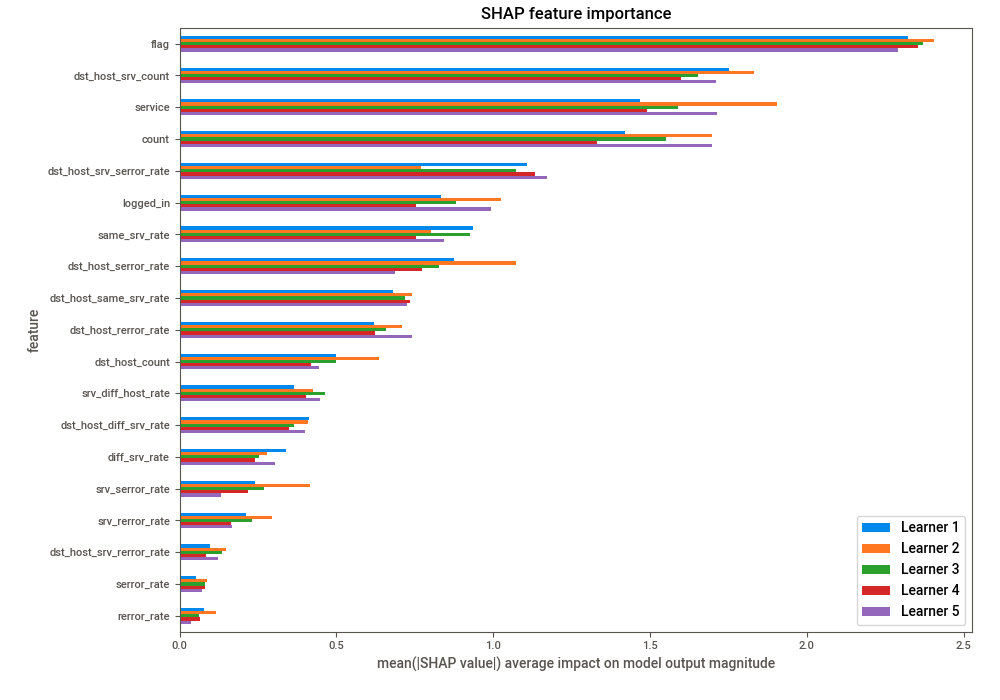 SHAP feature importance
flag
dst_host_srv_count
service
count
dst_host_srv_serror_rate
logged_in
same_srv_rate
dst_host_serror_rate
dst_host_same_srv_rate
dst_host_rerror_rate
dst_host_count
srv_diff_host_rate
dst_host_diff_srv_rate
diff_srv_rate
srv_serror_rate
srv_rerror_rate
dst_host_srv_rerror_rate
serror_rate
rerror_rate
feature
Learner 1
Learner 2
Learner 3
Learner 4
Learner 5
0.0 0.5 1.0 1.5 2.0 2.5
mean(|SHAP value|) average impact on model output magnitude